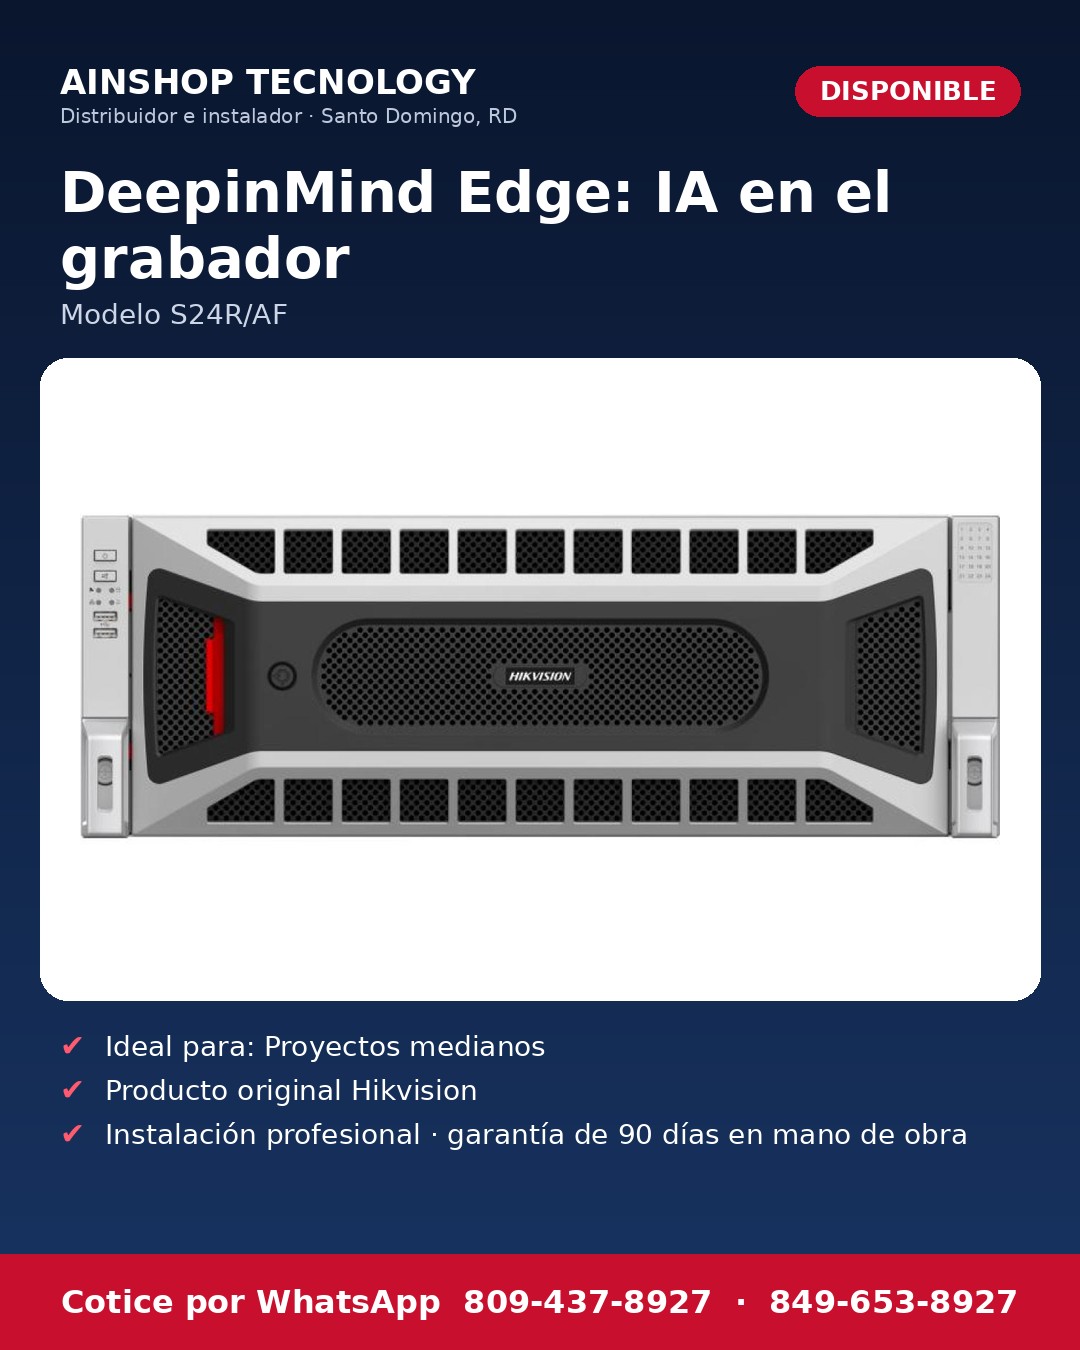 AINSHOP TECNOLOGY
Distribuidor e instalador · Santo Domingo, RD
DISPONIBLE
DeepinMind Edge: IA en el
grabador
Modelo S24R/AF
HIKVISION
✔ Ideal para: Proyectos medianos
✔ Producto original Hikvision
✔ Instalación profesional · garantía de 90 días en mano de obra
Cotice por WhatsApp 809-437-8927 · 849-653-8927